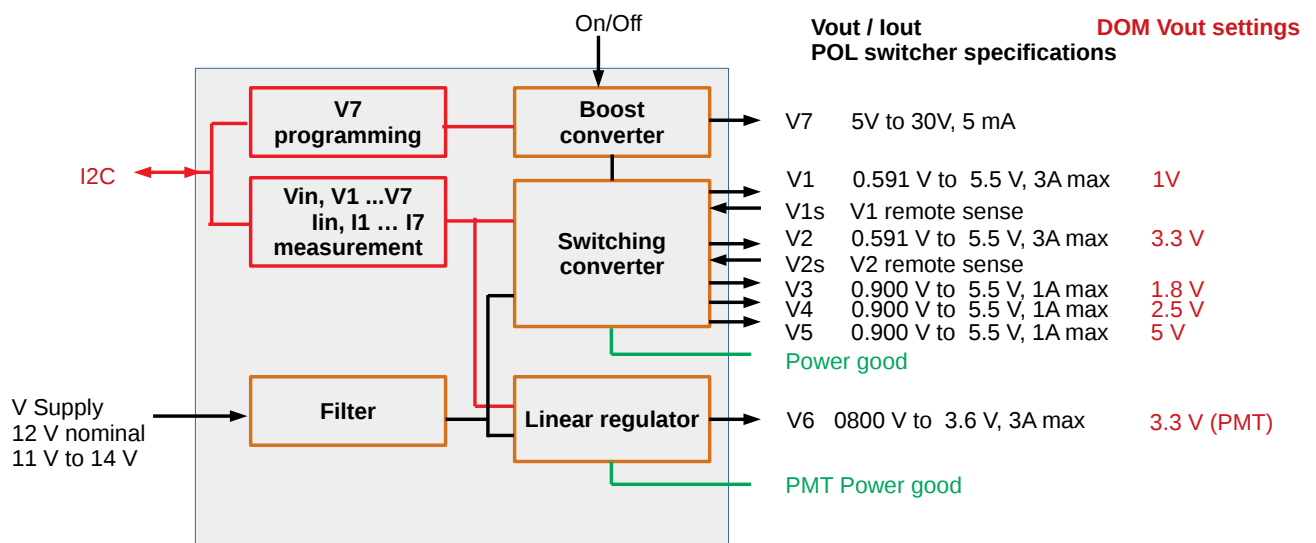 On/Off
Vout / Iout
DOM Vout settings
POL switcher specifications
V7
programming
Boost
converter
V7 5V to 30V, 5 mA
I2C
Vin, V1 ...V7
Iin, I1 … I7
measurement
Switching
converter
V1 0.591 V to 5.5 V, 3A max 1V
V1s V1 remote sense
V2 0.591 V to 5.5 V, 3A max 3.3 V
V2s V2 remote sense
V3 0.900 V to 5.5 V, 1A max 1.8 V
V4 0.900 V to 5.5 V, 1A max 2.5 V
V5 0.900 V to 5.5 V, 1A max 5 V
Power good
V Supply
12 V nominal
11 V to 14 V
Filter
Linear regulator
V6 0800 V to 3.6 V, 3A max 3.3 V (PMT)
PMT Power good